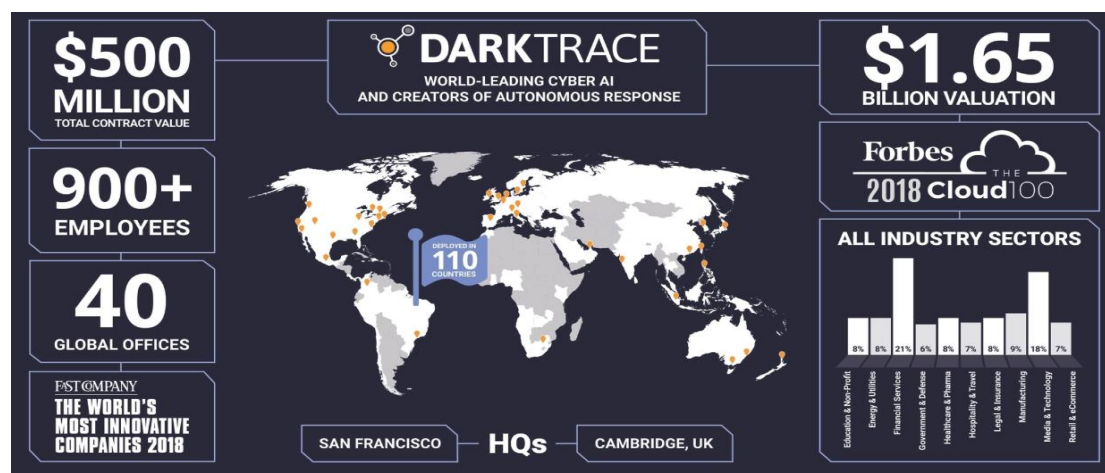 $500
MILLION
TOTAL CONTRACT VALUE
900+
EMPLOYEES
40
GLOBAL OFFICES
FAST COMPANY
THE WORLD'S
MOST INNOVATIVE
COMPANIES 2018
DARKTRACE
WORLD-LEADING CYBER AI
AND CREATORS OF AUTONOMOUS RESPONSE
DEPLOYED IN
110
COUNTRIES
SAN FRANCISCO
HQs
CAMBRIDGE, UK
$1.65
BILLION VALUATION
Forbes
THE
2018 Cloud100
ALL INDUSTRY SECTORS
8% 8% 21% 6% 8% 7% 8% 9% 18% 7%
Education & Non-Profit
Energy & Utilities
Financial Services
Government & Defense
Healthcare & Pharma
Hospitality & Travel
Legal & Insurance
Manufacturing
Media & Technology
Retail & eCommerce